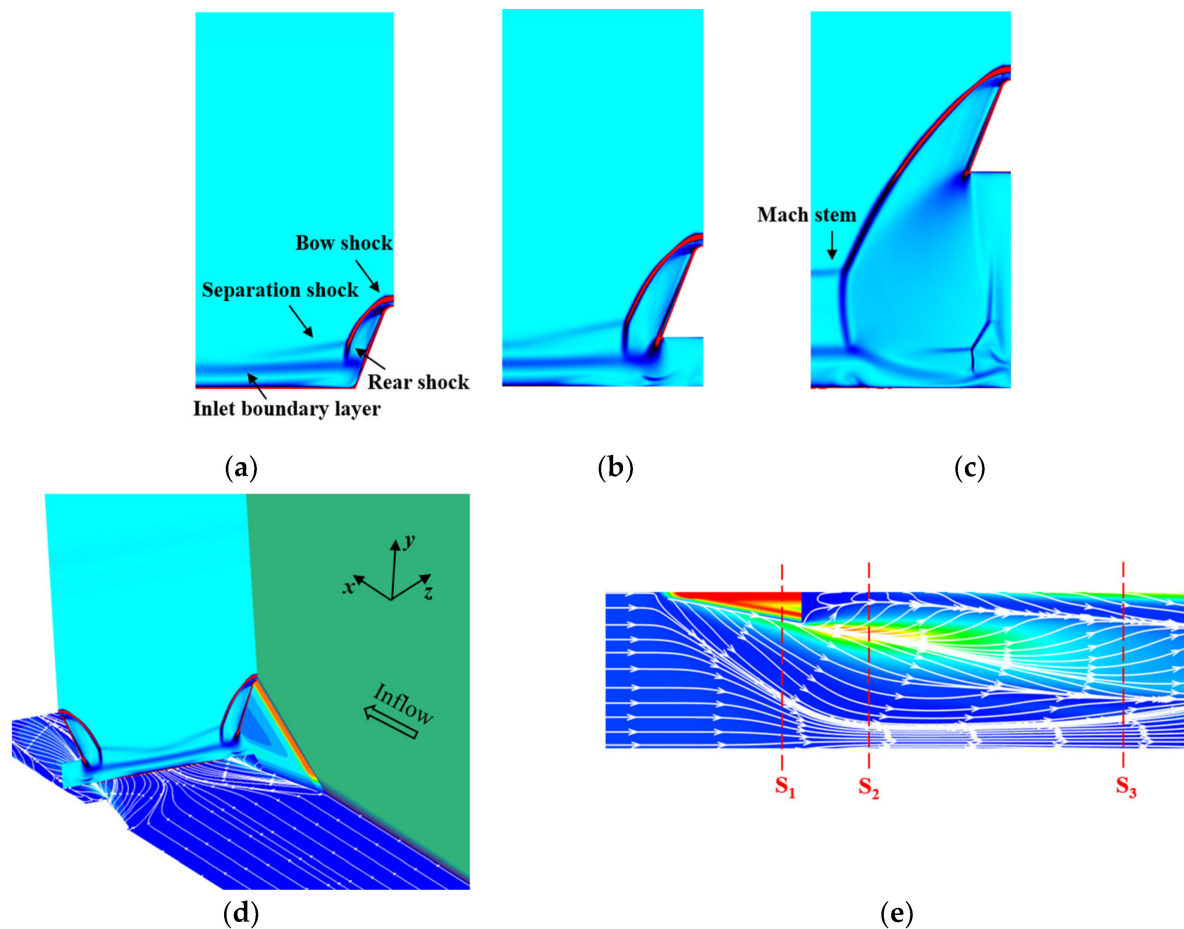 Mach stem
Bow shock
Separation shock
Rear shock
Inlet boundary layer
(a)
(b)
(c)
y
x
z
Inflow
S1
S2
S3
(d)
(e)